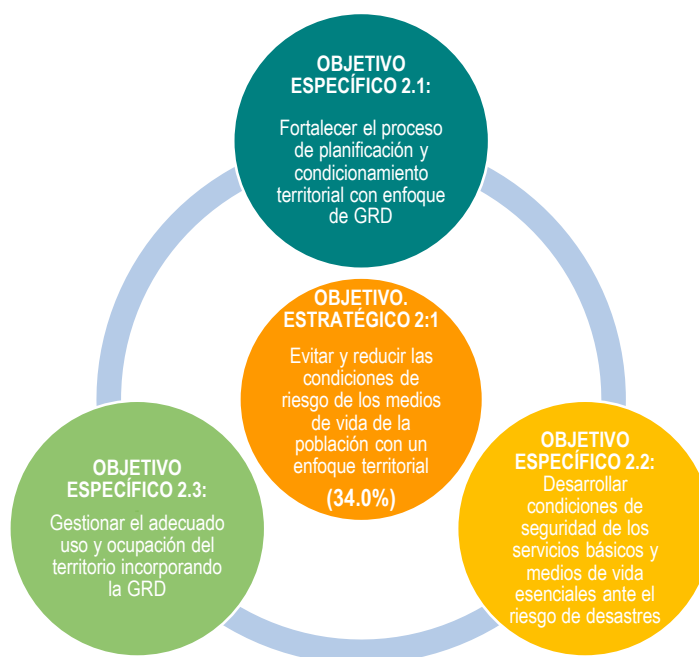 OBJETIVO
ESPECÍFICO 2.1:
Fortalecer el proceso
de planificación y
condicionamiento
territorial con enfoque
de GRD
OBJETIVO.
ESTRATÉGICO 2:1
Evitar y reducir las
condiciones de
riesgo de los medios
de vida de la
población con un
enfoque territorial
(34.0%)
OBJETIVO
ESPECÍFICO 2.2:
Desarrollar
condiciones de
seguridad de los
servicios básicos y
medios de vida
esenciales ante el
riesgo de desastres
OBJETIVO
ESPECÍFICO 2.3:
Gestionar el adecuado
uso y ocupación del
territorio incorporando
la GRD